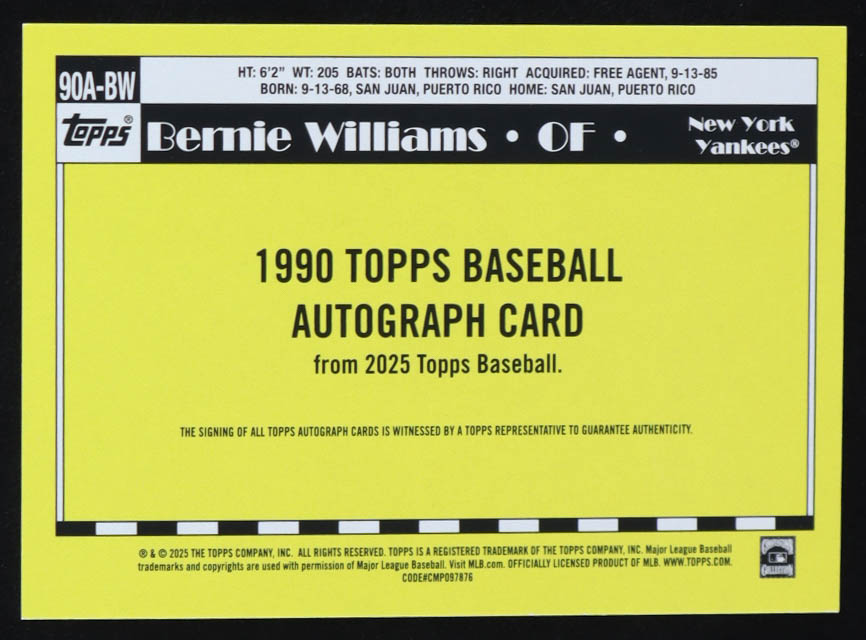 90A-BW
HT: 6'2" WT: 205 BATS: BOTH THROWS: RIGHT ACQUIRED: FREE AGENT, 9-13-85
BORN: 9-13-68, SAN JUAN, PUERTO RICO HOME: SAN JUAN, PUERTO RICO
Topps® Bernie Williams • OF •
New York
Yankees®
1990 TOPPS BASEBALL
AUTOGRAPH CARD
from 2025 Topps Baseball.
THE SIGNING OF ALL TOPPS AUTOGRAPH CARDS IS WITNESSED BY A TOPPS REPRESENTATIVE TO GUARANTEE AUTHENTICITY.
® & © 2025 THE TOPPS COMPANY, INC. ALL RIGHTS RESERVED. TOPPS IS A REGISTERED TRADEMARK OF THE TOPPS COMPANY, INC. Major League Baseball
trademarks and copyrights are used with permission of Major League Baseball. Visit MLB.com. OFFICIALLY LICENSED PRODUCT OF MLB. WWW.TOPPS.COM.
CODE#CMP097876